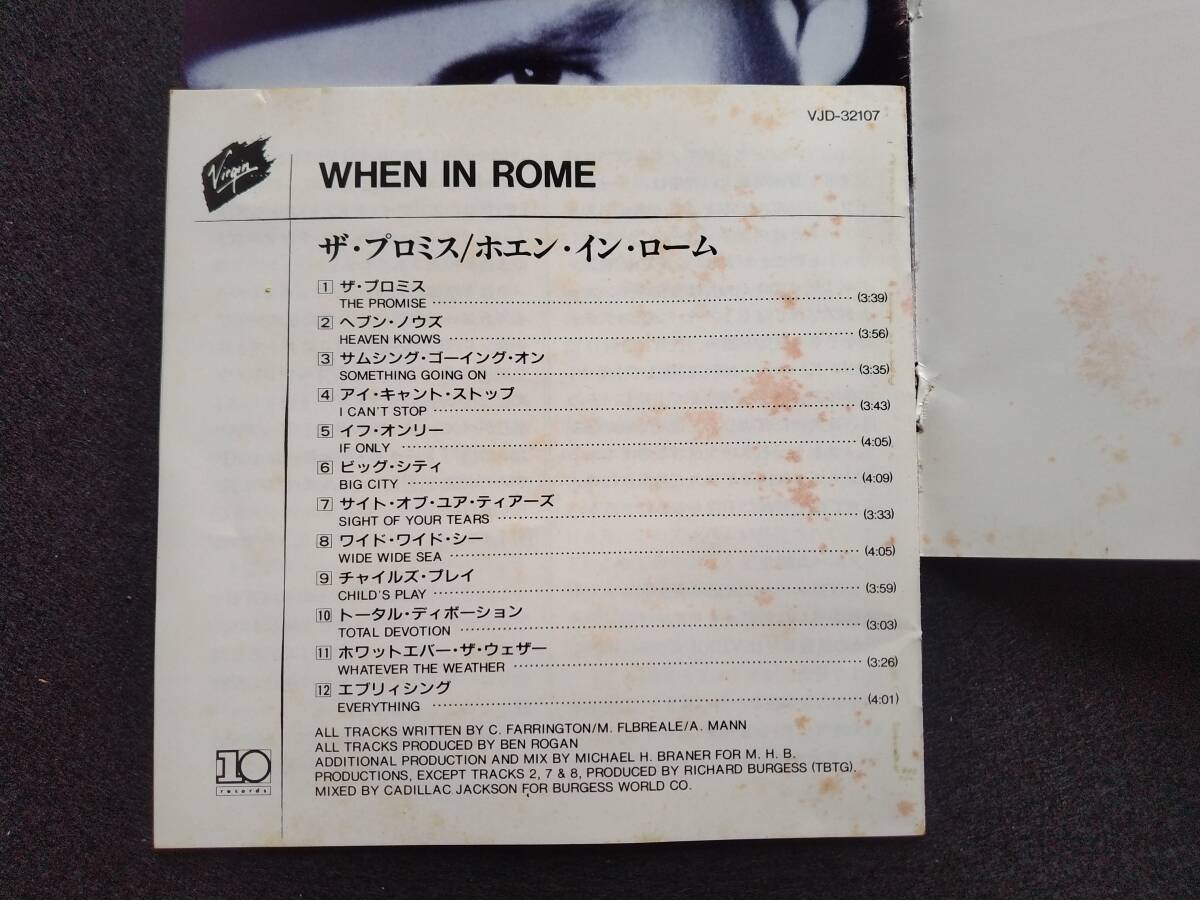 VJD-32107
Virgin
WHEN IN ROME
ザ・プロミス/ホエン・イン・ローム
1 ザ・プロミス
THE PROMISE (3:39)
2 ヘブン・ノウズ
HEAVEN KNOWS (3:56)
3 サムシング・ゴーイング・オン
SOMETHING GOING ON (3:35)
4 アイ・キャント・ストップ
I CAN'T STOP (3:43)
5 イフ・オンリー
IF ONLY (4:05)
6 ビッグ・シティ
BIG CITY (4:09)
7 サイト・オブ・ユア・ティアーズ
SIGHT OF YOUR TEARS (3:33)
8 ワイド・ワイド・シー
WIDE WIDE SEA (4:05)
9 チャイルズ・プレイ
CHILD'S PLAY (3:59)
10 トータル・ディボーション
TOTAL DEVOTION (3:03)
11 ホワットエバー・ザ・ウェザー
WHATEVER THE WEATHER (3:26)
12 エブリィシング
EVERYTHING (4:01)
ALL TRACKS WRITTEN BY C. FARRINGTON/M. FLBREALE/A. MANN
ALL TRACKS PRODUCED BY BEN ROGAN
ADDITIONAL PRODUCTION AND MIX BY MICHAEL H. BRANER FOR M. H. B.
PRODUCTIONS, EXCEPT TRACKS 2, 7 & 8, PRODUCED BY RICHARD BURGESS (TBTG).
MIXED BY CADILLAC JACKSON FOR BURGESS WORLD CO.
10
records